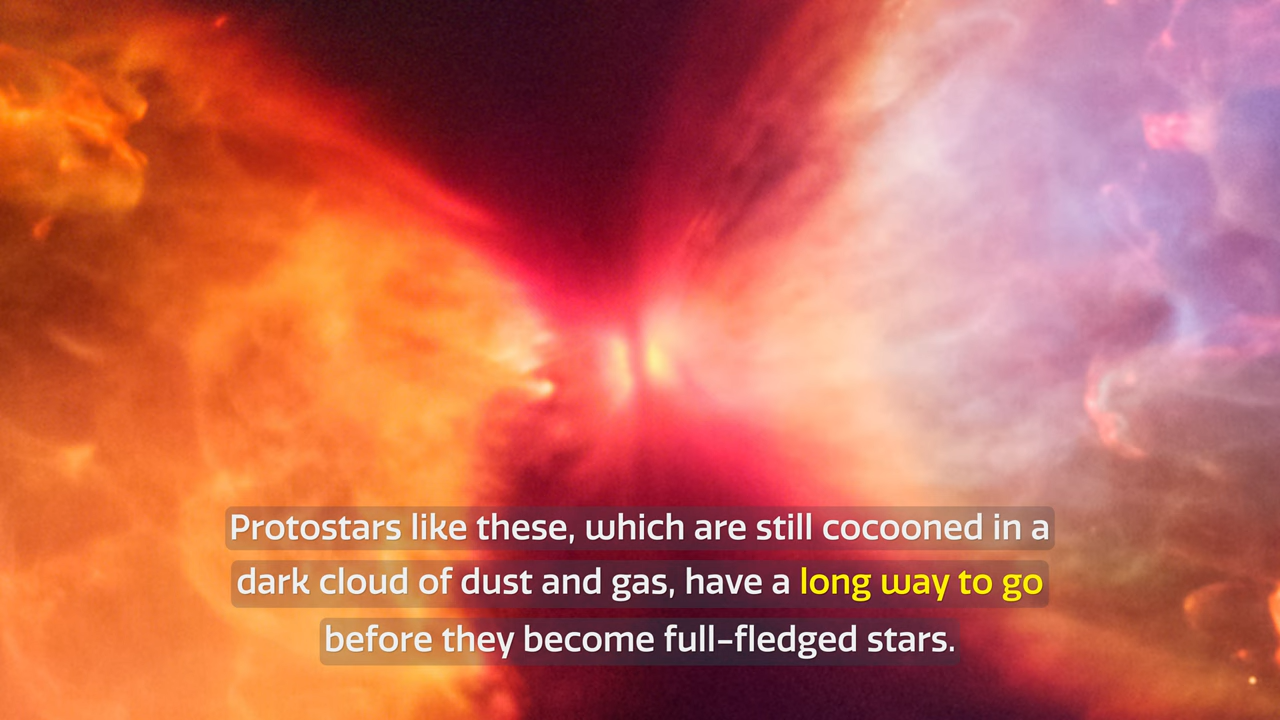 Protostars like these, which are still cocooned in a
dark cloud of dust and gas, have a long way to go
before they become full-fledged stars.